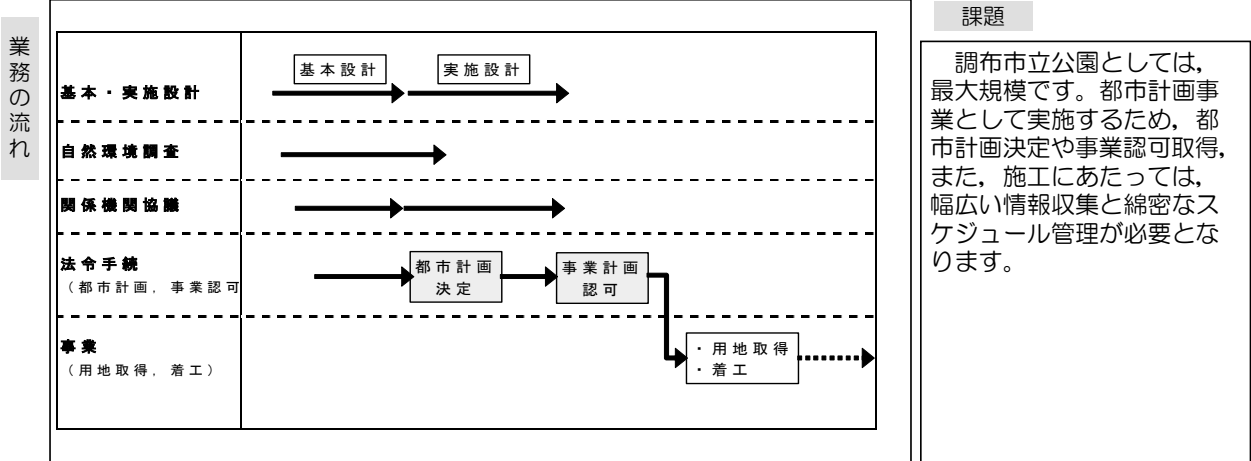 業務の流れ
基本・実施設計
基本設計
実施設計
自然環境調査
関係機関協議
法令手続
（都市計画，事業認可
都市計画
決定
事業計画
認可
事業
（用地取得，着工）
・用地取得
・着工
課題
調布市立公園としては，
最大規模です。都市計画事
業として実施するため，都
市計画決定や事業認可取得，
また，施工にあたっては，
幅広い情報収集と綿密なス
ケジュール管理が必要とな
ります。